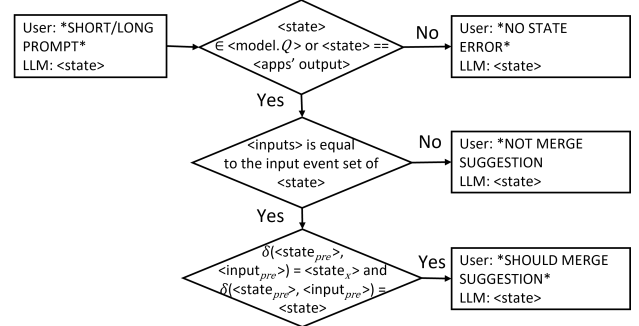 User: *SHORT/LONG
PROMPT*
LLM: <state>
<state>
∈ <model.Q> or <state> ==
<apps' output>
No
User: *NO STATE
ERROR*
LLM: <state>
Yes
<inputs> is equal
to the input event set of
<state>
No
User: *NOT MERGE
SUGGESTION
LLM: <state>
Yes
δ(<state_pre>,
<input_pre>) = <state_x> and
δ(<state_pre>, <input_pre>) =
<state>
Yes
User: *SHOULD MERGE
SUGGESTION*
LLM: <state>